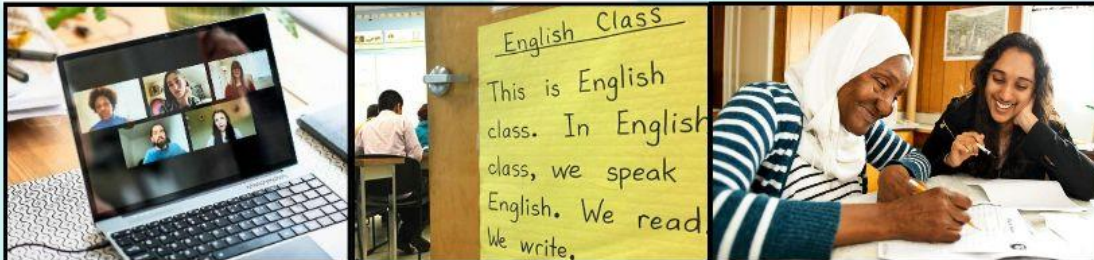 English Class
This is English
class. In English
class, we speak
English. We read.
We write.